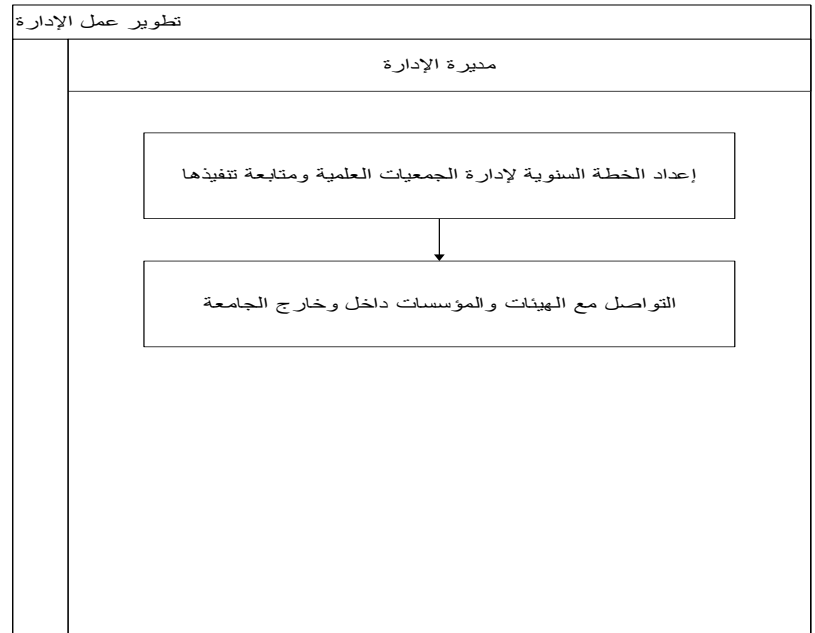 تطوير عمل الإدارة
مديرة الإدارة
إعداد الخطة السنوية لإدارة الجمعيات العلمية ومتابعة تنفيذها
التواصل مع الهيئات والمؤسسات داخل وخارج الجامعة